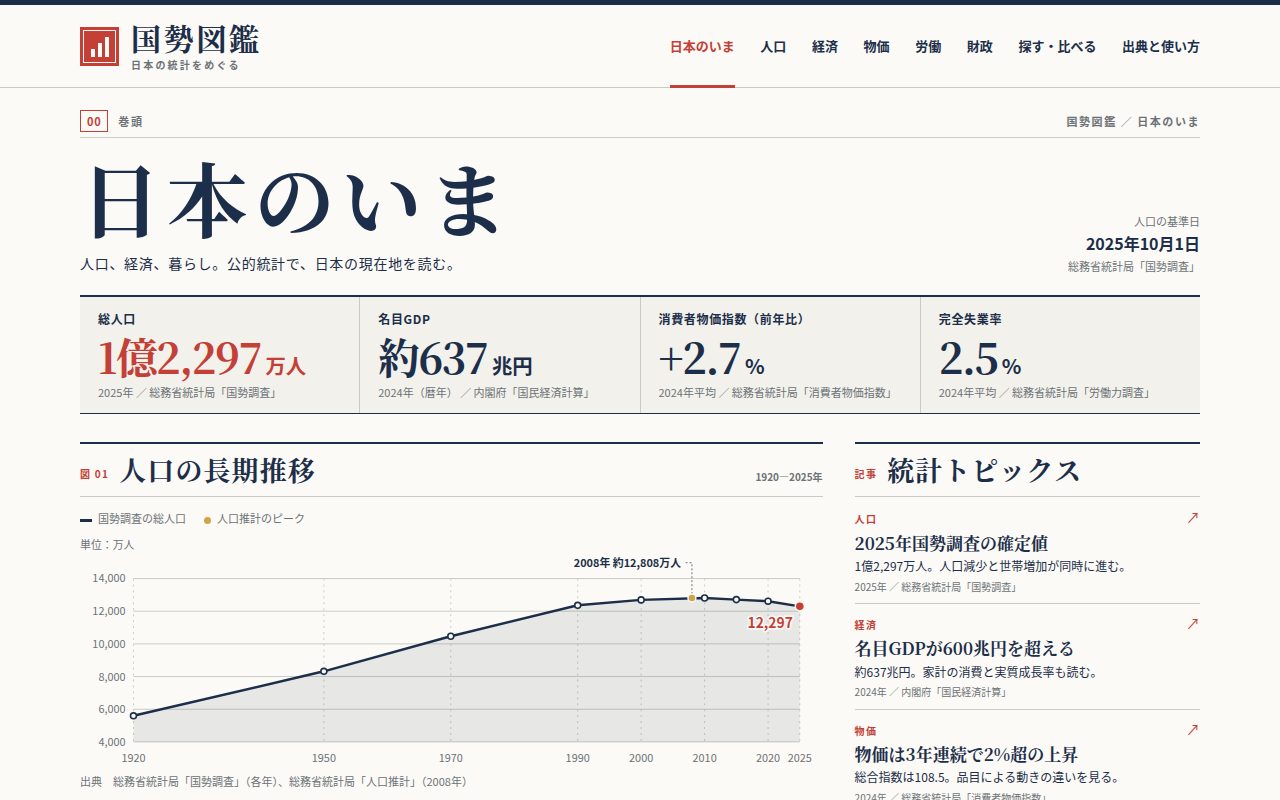 国勢図鑑
日本の統計をめぐる
日本のいま 人口 経済 物価 労働 財政 探す・比べる 出典と使い方
00 巻頭
国勢図鑑 ／ 日本のいま
日本のいま
人口、経済、暮らし。公的統計で、日本の現在地を読む。
人口の基準日
2025年10月1日
総務省統計局「国勢調査」
総人口
1億2,297万人
2025年 ／ 総務省統計局「国勢調査」
名目GDP
約637兆円
2024年（暦年） ／ 内閣府「国民経済計算」
消費者物価指数（前年比）
+2.7%
2024年平均 ／ 総務省統計局「消費者物価指数」
完全失業率
2.5%
2024年平均 ／ 総務省統計局「労働力調査」
図 01 人口の長期推移
1920—2025年
国勢調査の総人口 人口推計のピーク
単位：万人
2008年 約12,808万人
14,000
12,000
10,000
8,000
6,000
4,000
12,297
1920 1950 1970 1990 2000 2010 2020 2025
出典 総務省統計局「国勢調査」（各年）、総務省統計局「人口推計」（2008年）
記事 統計トピックス
人口
2025年国勢調査の確定値
1億2,297万人。人口減少と世帯増加が同時に進む。
2025年 ／ 総務省統計局「国勢調査」
経済
名目GDPが600兆円を超える
約637兆円。家計の消費と実質成長率も読む。
2024年 ／ 内閣府「国民経済計算」
物価
物価は3年連続で2%超の上昇
総合指数は108.5。品目による動きの違いを見る。
2024年 ／ 総務省統計局「消費者物価指数」